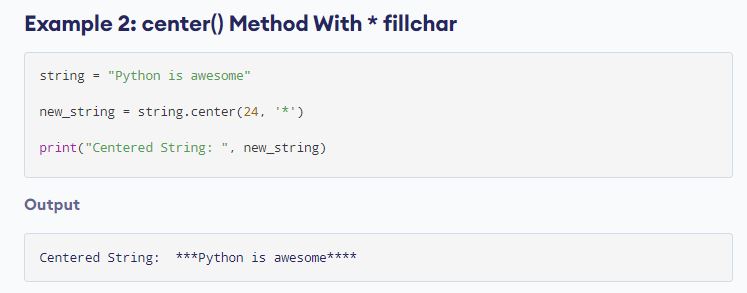 Example 2: center() Method With * fillchar
string = "Python is awesome"
new_string = string.center(24, '*')
print("Centered String: ", new_string)
Output
Centered String:  ***Python is awesome****